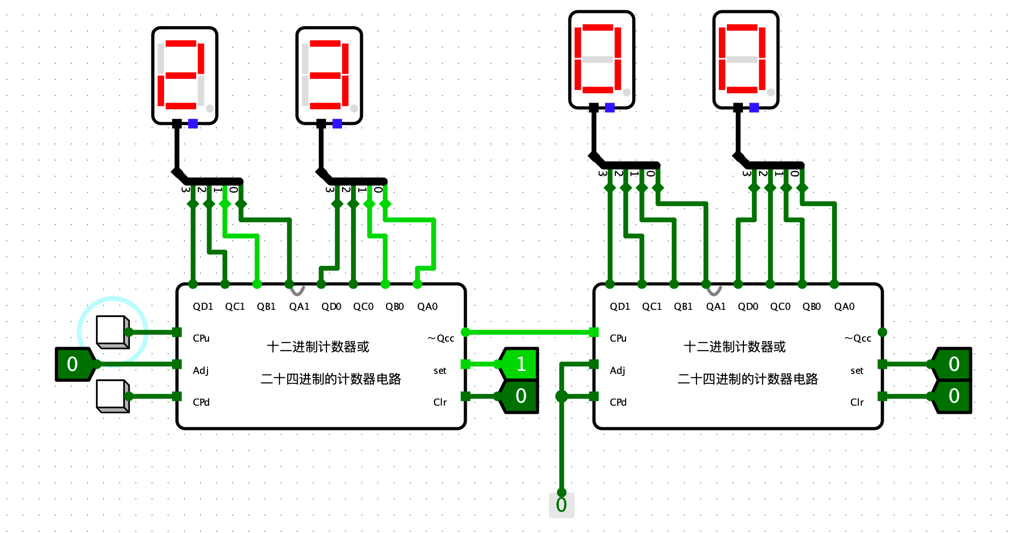 2 3 0 0
3 2 1 0 3 2 1 0 3 2 1 0 3 2 1 0
QD1 QC1 QB1 QA1 QD0 QC0 QB0 QA0 QD1 QC1 QB1 QA1 QD0 QC0 QB0 QA0
CPu 十二进制计数器或 ~Qcc CPu 十二进制计数器或 ~Qcc
0 Adj 二十四进制的计数器电路 set 1 Adj 二十四进制的计数器电路 set 0
CPd Clr 0 CPd Clr 0
0